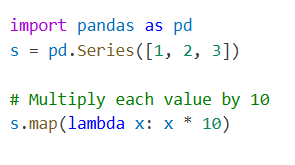 import pandas as pd
s = pd.Series([1, 2, 3])
# Multiply each value by 10
s.map(lambda x: x * 10)